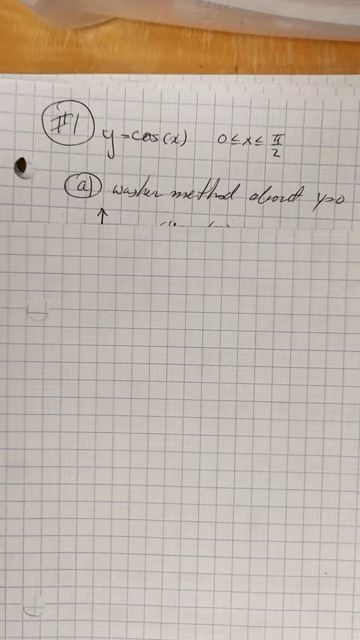 #1 y=cos(x) 0≤x≤π/2
a washer method about y=0